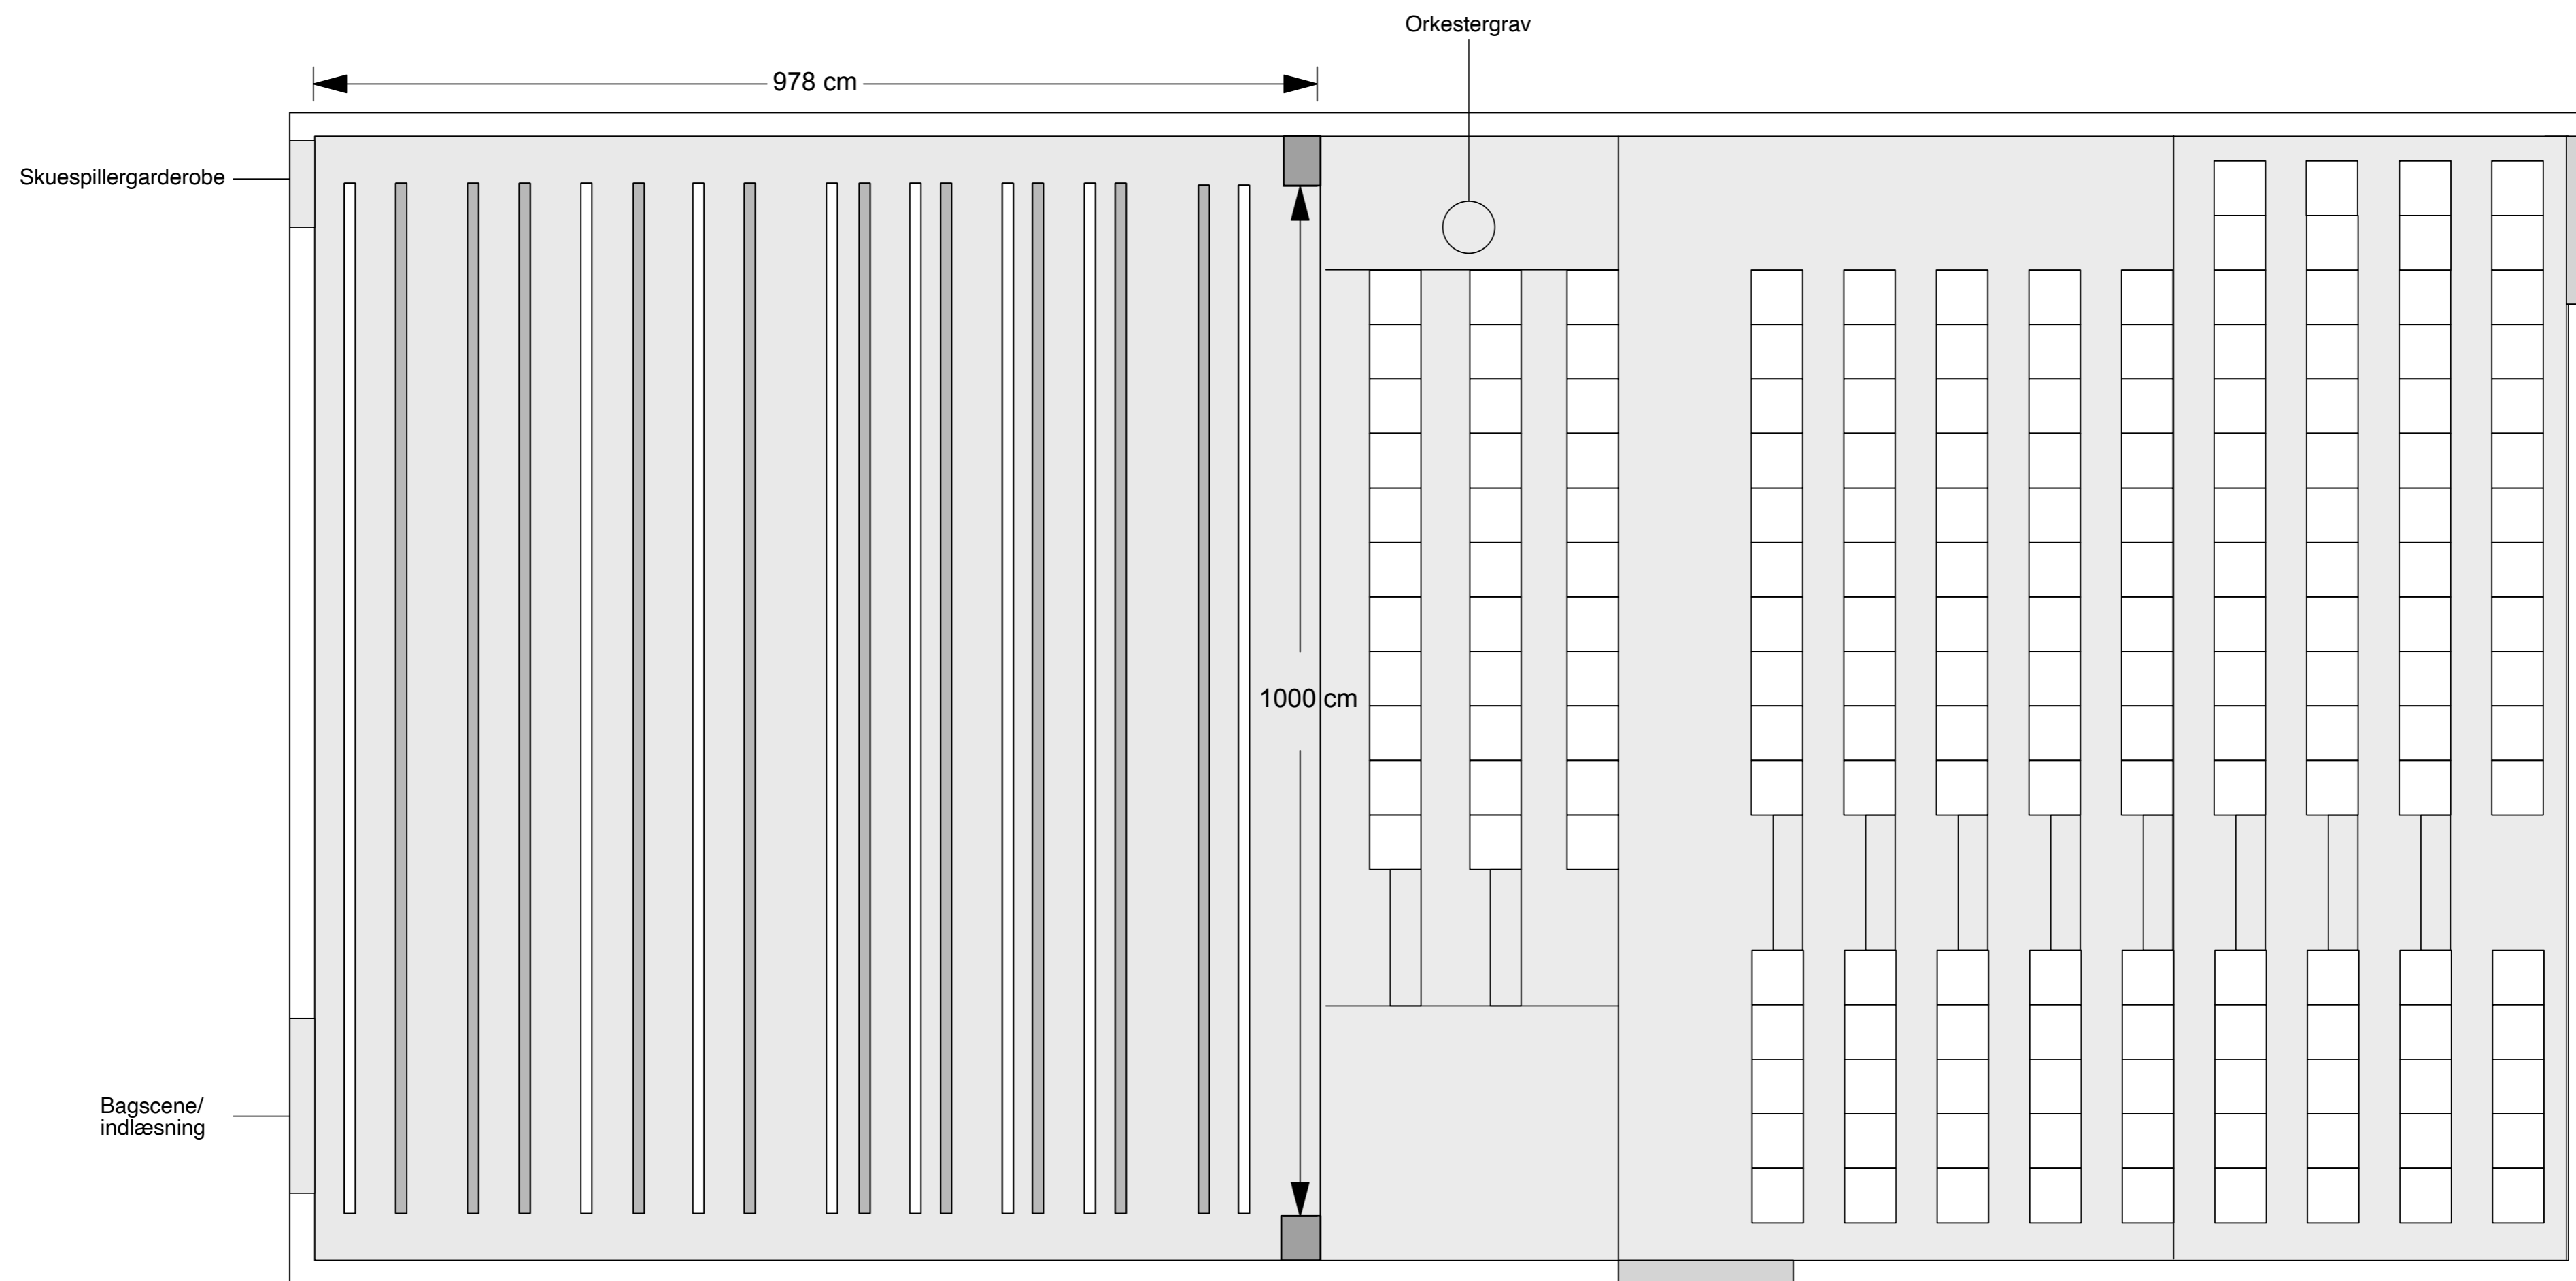 Orkestergrav
978 cm
Skuespillergarderobe
1000 cm
Bagscene/
indlæsning